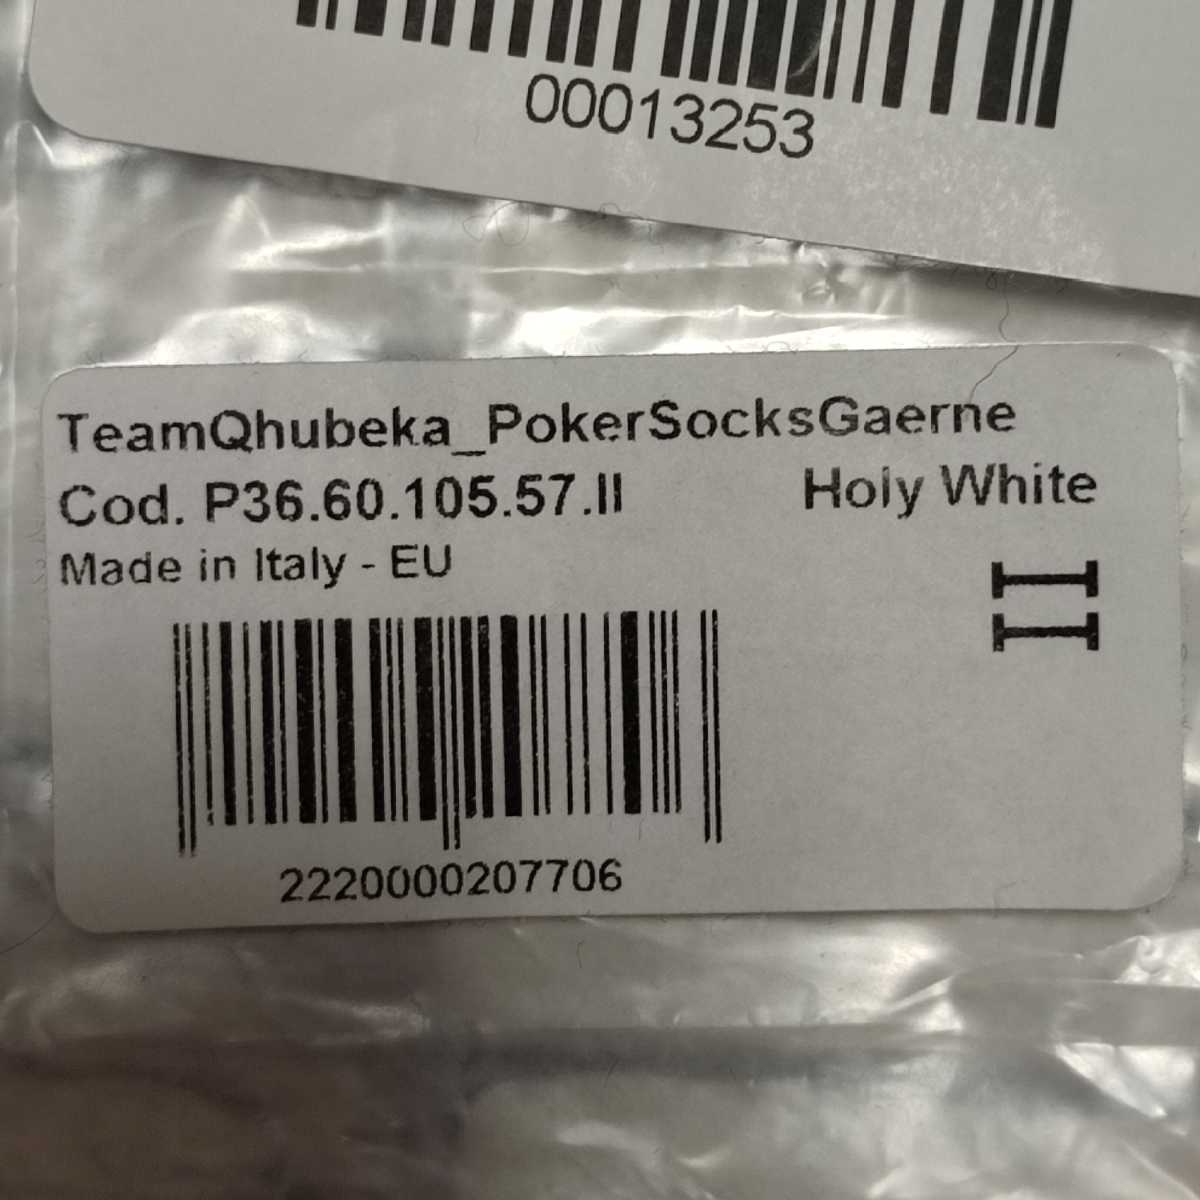 00013253
TeamQhubeka_PokerSocksGaerne
Cod. P36.60.105.57.II
Holy White
Made in Italy - EU
II
2220000207706